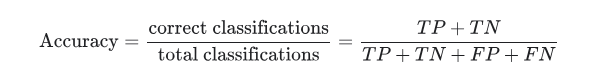 Accuracy = correct classifications / total classifications = TP + TN / TP + TN + FP + FN